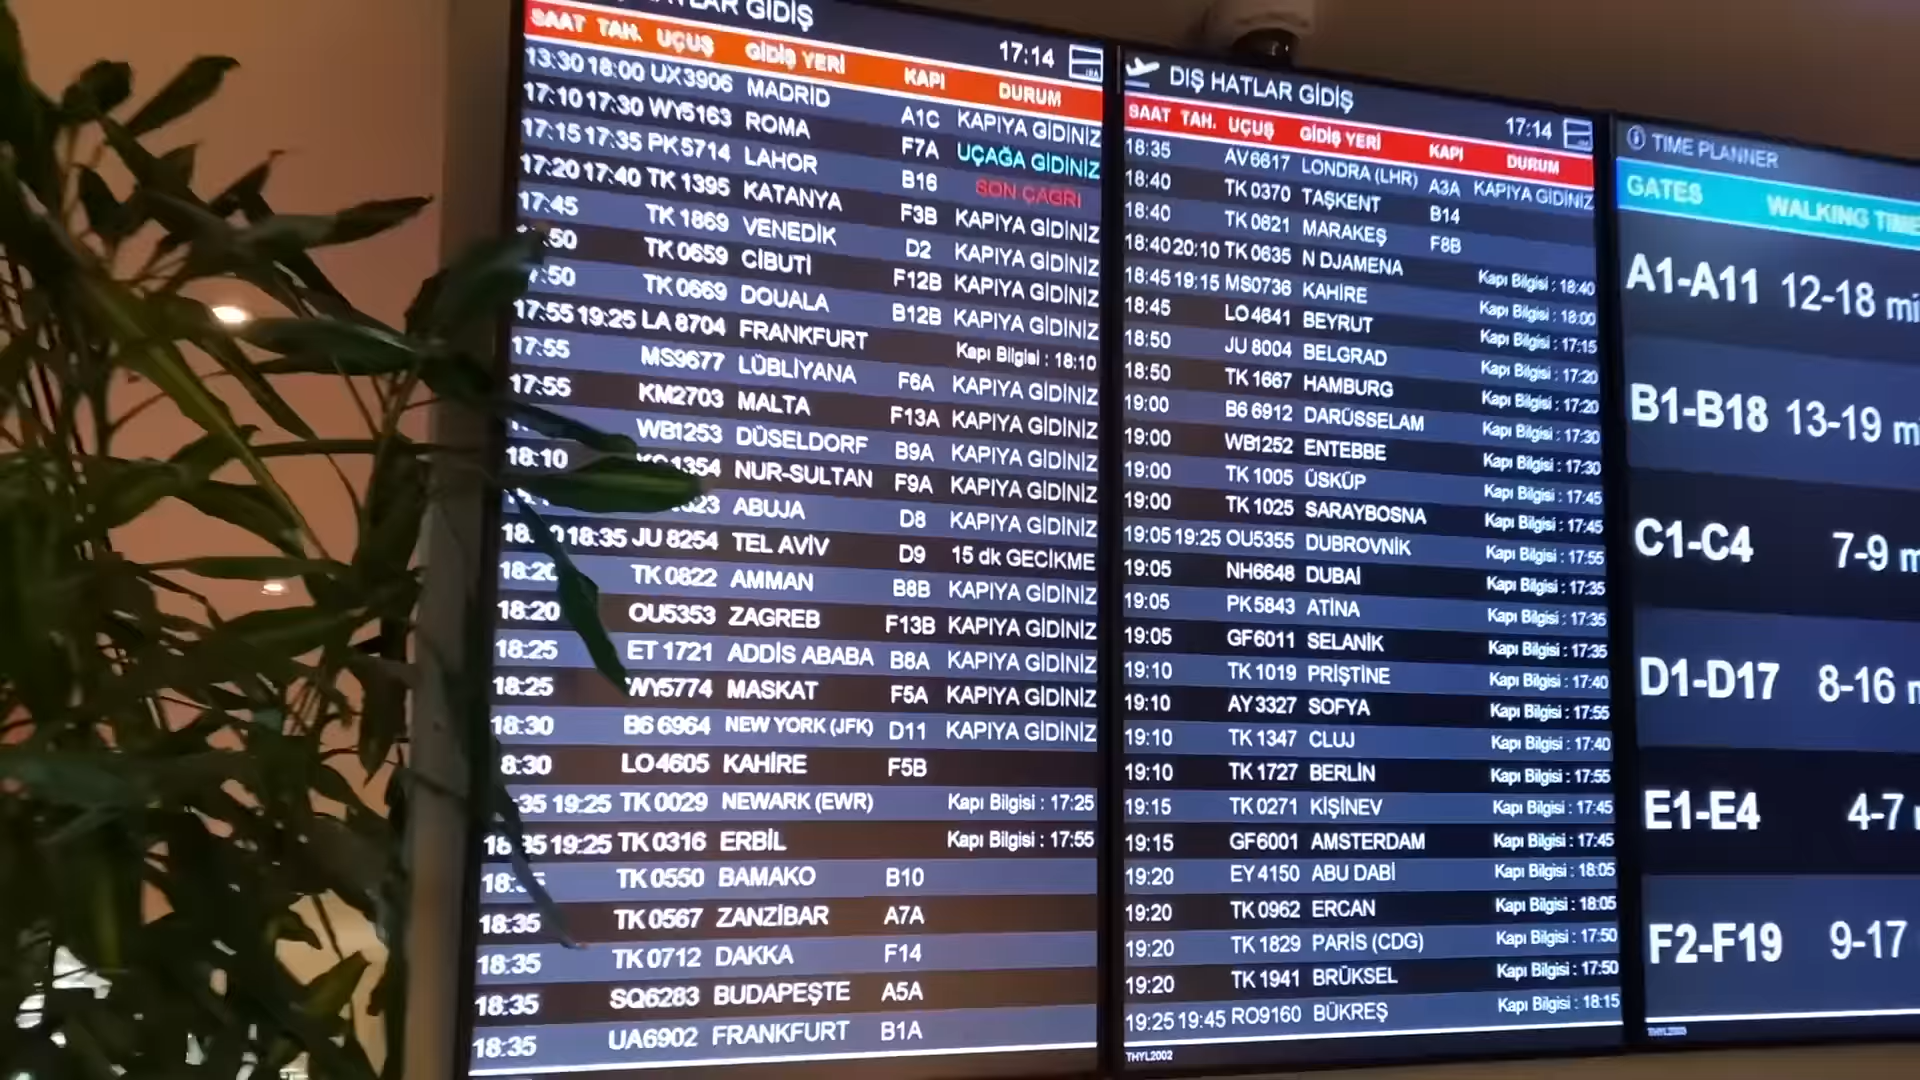 HATLAR GİDİŞ 17:14
SAAT TAH. UÇUŞ GİDİŞ YERİ KAPI DURUM
13:30 18:00 UX3906 MADRİD A1C KAPIYA GİDİNİZ
17:10 17:30 WY5163 ROMA F7A UÇAĞA GİDİNİZ
17:15 17:35 PK5714 LAHOR B16 SON ÇAĞRI
17:20 17:40 TK 1395 KATANYA F3B KAPIYA GİDİNİZ
17:45 TK 1869 VENEDİK D2 KAPIYA GİDİNİZ
:50 TK 0659 CİBUTİ F12B KAPIYA GİDİNİZ
:50 TK 0669 DOUALA B12B KAPIYA GİDİNİZ
17:55 19:25 LA 8704 FRANKFURT Kapı Bilgisi : 18:10
17:55 MS9677 LÜBLİYANA F6A KAPIYA GİDİNİZ
17:55 KM2703 MALTA F13A KAPIYA GİDİNİZ
WB1253 DÜSELDORF B9A KAPIYA GİDİNİZ
18:10 1354 NUR-SULTAN F9A KAPIYA GİDİNİZ
ABUJA D8 KAPIYA GİDİNİZ
18:35 JU 8254 TEL AVİV D9 15 dk GECİKME
18:20 TK 0822 AMMAN B8B KAPIYA GİDİNİZ
18:20 OU5353 ZAGREB F13B KAPIYA GİDİNİZ
18:25 ET 1721 ADDİS ABABA B8A KAPIYA GİDİNİZ
18:25 WY5774 MASKAT F5A KAPIYA GİDİNİZ
18:30 B6 6964 NEW YORK (JFK) D11 KAPIYA GİDİNİZ
8:30 LO4605 KAHİRE F5B
:35 19:25 TK 0029 NEWARK (EWR) Kapı Bilgisi : 17:25
18:35 19:25 TK 0316 ERBİL Kapı Bilgisi : 17:55
18:35 TK 0550 BAMAKO B10
18:35 TK 0567 ZANZİBAR A7A
18:35 TK 0712 DAKKA F14
18:35 SQ6283 BUDAPEŞTE A5A
18:35 UA6902 FRANKFURT B1A
DIŞ HATLAR GİDİŞ 17:14
SAAT TAH. UÇUŞ GİDİŞ YERİ KAPI DURUM
18:35 AV6617 LONDRA (LHR) A3A KAPIYA GİDİNİZ
18:40 TK 0370 TAŞKENT B14
18:40 TK 0621 MARAKEŞ F8B
18:40 20:10 TK 0635 N DJAMENA Kapı Bilgisi : 18:40
18:45 19:15 MS0736 KAHİRE Kapı Bilgisi : 18:00
18:45 LO4641 BEYRUT Kapı Bilgisi : 17:15
18:50 JU 8004 BELGRAD Kapı Bilgisi : 17:20
18:50 TK 1667 HAMBURG Kapı Bilgisi : 17:20
19:00 B6 6912 DARÜSSELAM Kapı Bilgisi : 17:30
19:00 WB1252 ENTEBBE Kapı Bilgisi : 17:30
19:00 TK 1005 ÜSKÜP Kapı Bilgisi : 17:45
19:00 TK 1025 SARAYBOSNA Kapı Bilgisi : 17:45
19:05 19:25 OU5355 DUBROVNİK Kapı Bilgisi : 17:55
19:05 NH6648 DUBAİ Kapı Bilgisi : 17:35
19:05 PK5843 ATİNA Kapı Bilgisi : 17:35
19:05 GF6011 SELANİK Kapı Bilgisi : 17:35
19:10 TK 1019 PRİŞTİNE Kapı Bilgisi : 17:40
19:10 AY3327 SOFYA Kapı Bilgisi : 17:55
19:10 TK 1347 CLUJ Kapı Bilgisi : 17:40
19:10 TK 1727 BERLİN Kapı Bilgisi : 17:55
19:15 TK 0271 KİŞİNEV Kapı Bilgisi : 17:45
19:15 GF6001 AMSTERDAM Kapı Bilgisi : 17:45
19:20 EY4150 ABU DABİ Kapı Bilgisi : 18:05
19:20 TK 0962 ERCAN Kapı Bilgisi : 18:05
19:20 TK 1829 PARİS (CDG) Kapı Bilgisi : 17:50
19:20 TK 1941 BRÜKSEL Kapı Bilgisi : 17:50
19:25 19:45 RO9160 BÜKREŞ Kapı Bilgisi : 18:15
THYL2002
TIME PLANNER
GATES WALKING TIME
A1-A11 12-18 mi
B1-B18 13-19 m
C1-C4 7-9 m
D1-D17 8-16
E1-E4 4-7
F2-F19 9-17